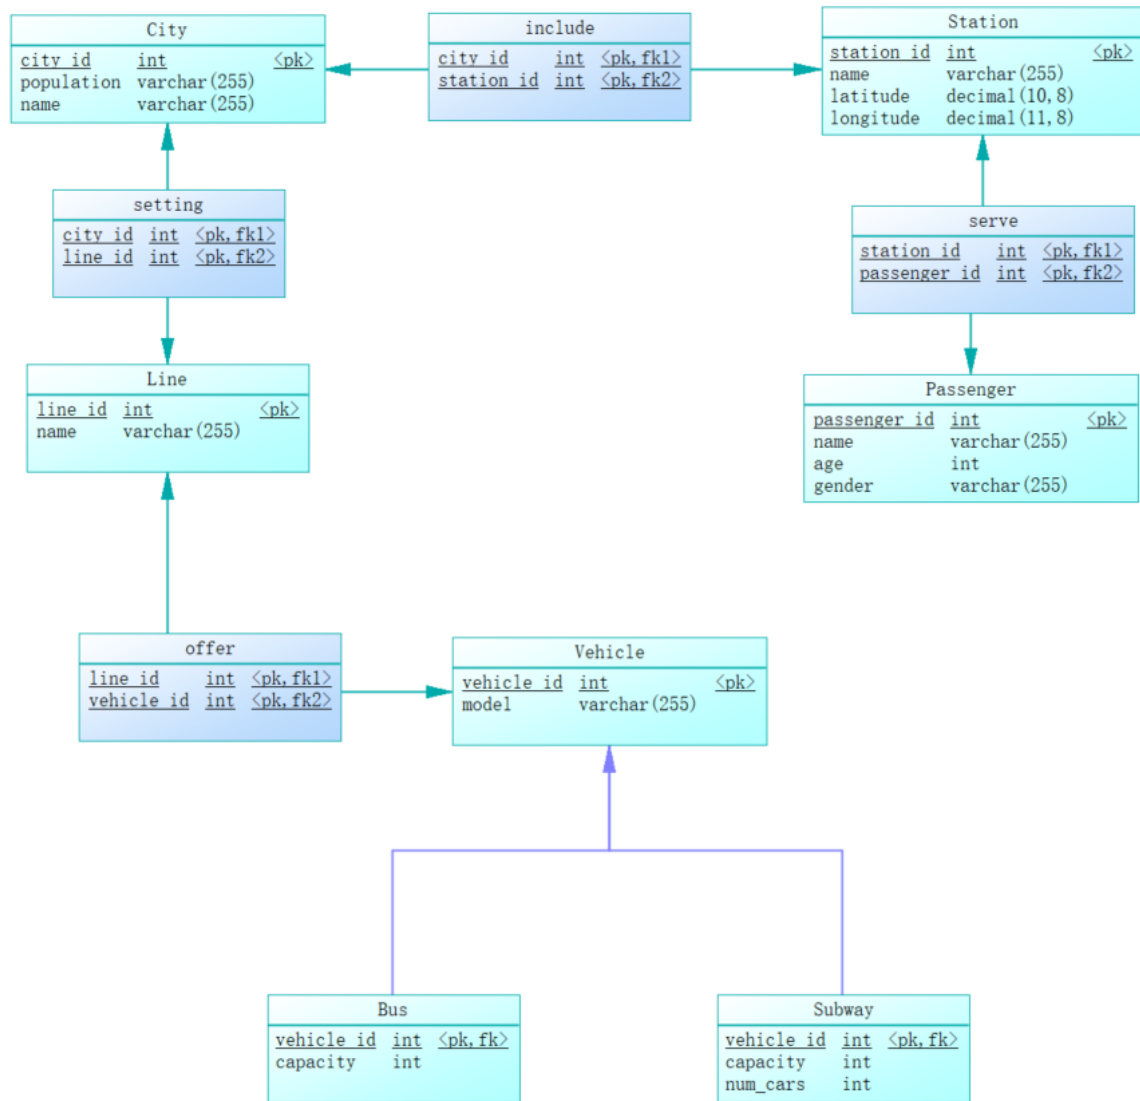 City
city_id int <pk>
population varchar(255)
name varchar(255)
include
city_id int <pk,fk1>
station_id int <pk,fk2>
Station
station_id int <pk>
name varchar(255)
latitude decimal(10,8)
longitude decimal(11,8)
setting
city_id int <pk,fk1>
line_id int <pk,fk2>
serve
station_id int <pk,fk1>
passenger_id int <pk,fk2>
Line
line_id int <pk>
name varchar(255)
Passenger
passenger_id int <pk>
name varchar(255)
age int
gender varchar(255)
offer
line_id int <pk,fk1>
vehicle_id int <pk,fk2>
Vehicle
vehicle_id int <pk>
model varchar(255)
Bus
vehicle_id int <pk,fk>
capacity int
Subway
vehicle_id int <pk,fk>
capacity int
num_cars int